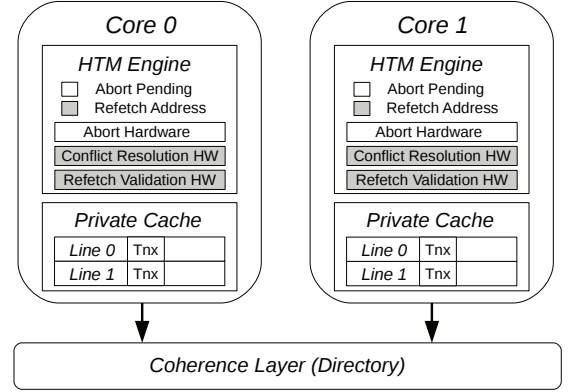 Core 0
HTM Engine
Abort Pending
Refetch Address
Abort Hardware
Conflict Resolution HW
Refetch Validation HW
Private Cache
Line 0 Tnx
Line 1 Tnx
Core 1
HTM Engine
Abort Pending
Refetch Address
Abort Hardware
Conflict Resolution HW
Refetch Validation HW
Private Cache
Line 0 Tnx
Line 1 Tnx
Coherence Layer (Directory)